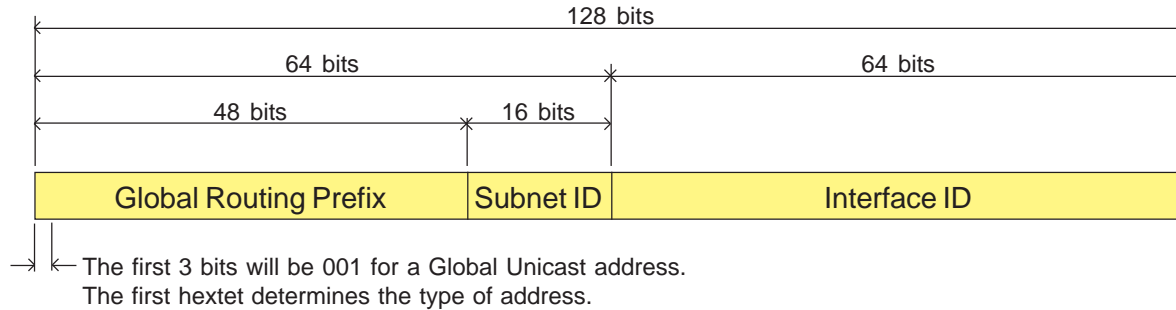 128 bits
64 bits 64 bits
48 bits 16 bits
Global Routing Prefix Subnet ID Interface ID
The first 3 bits will be 001 for a Global Unicast address.
The first hextet determines the type of address.